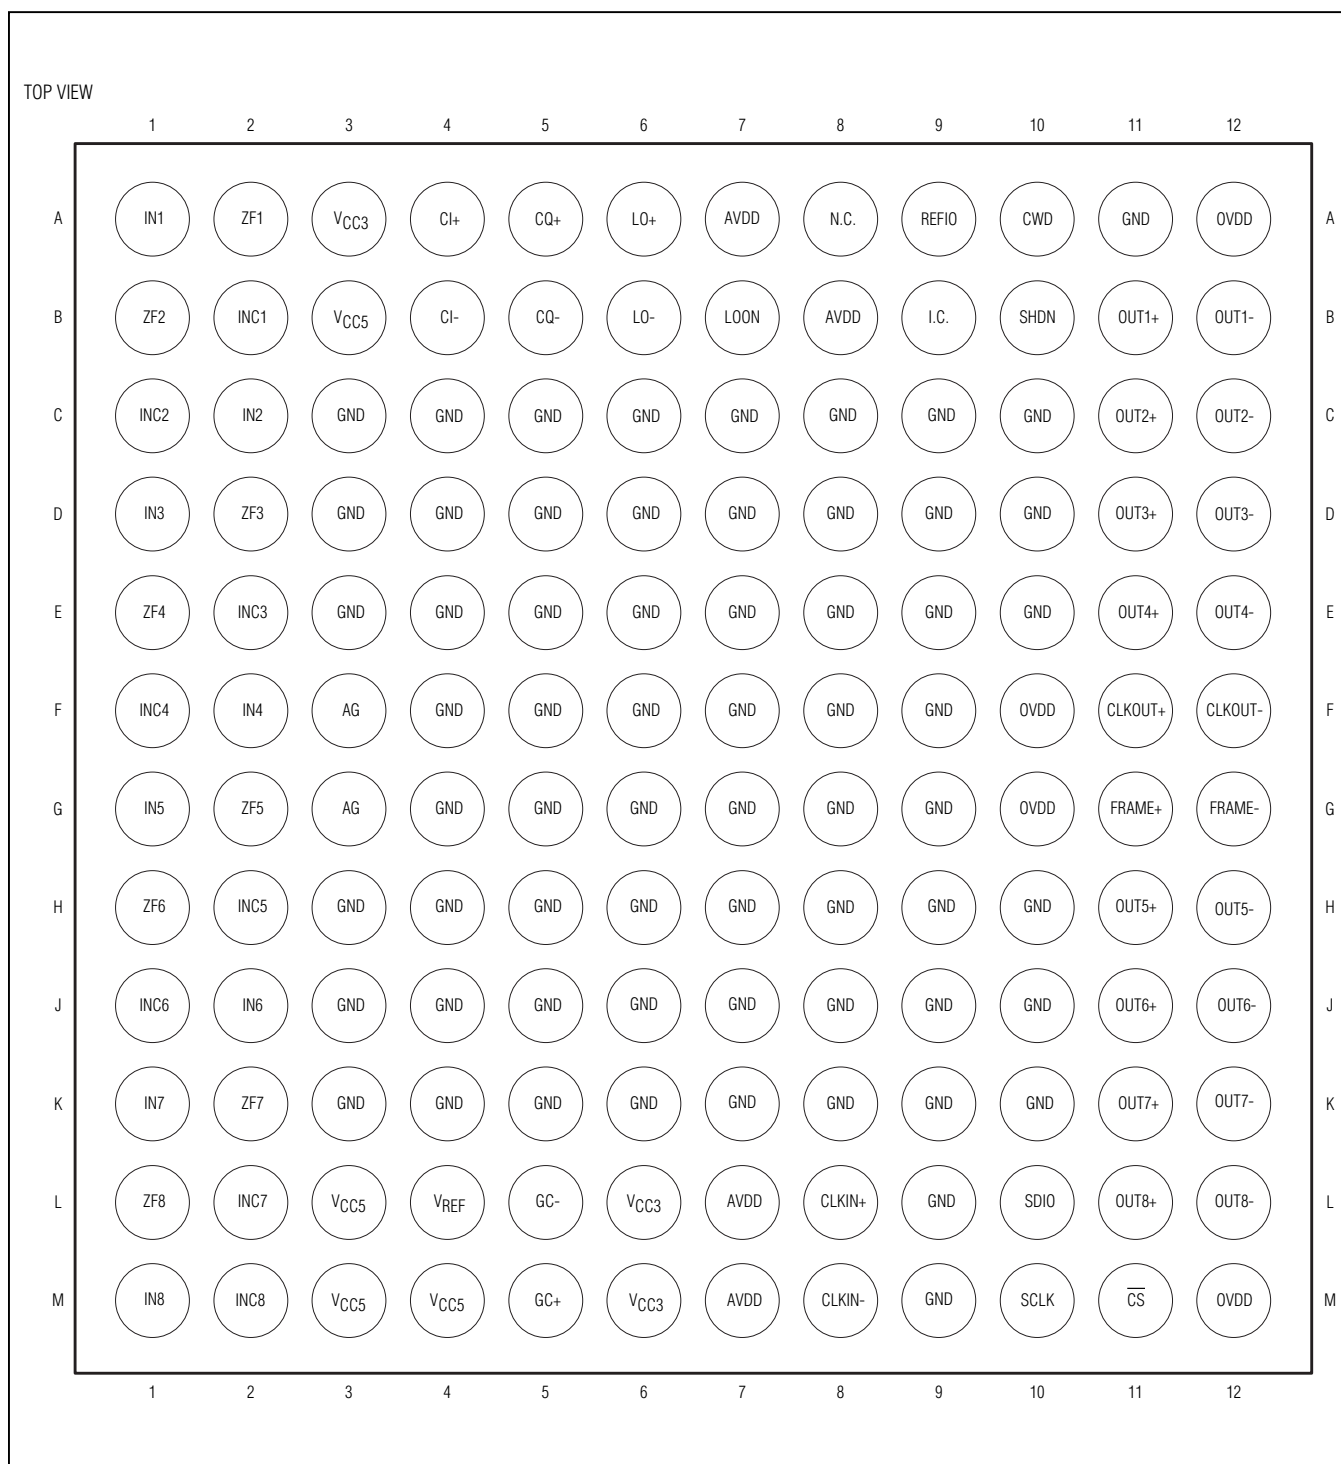 TOP VIEW
1 2 3 4 5 6 7 8 9 10 11 12
A IN1 ZF1 VCC3 CI+ CQ+ LO+ AVDD N.C. REFIO CWD GND OVDD A
B ZF2 INC1 VCC5 CI- CQ- LO- LOON AVDD I.C. SHDN OUT1+ OUT1- B
C INC2 IN2 GND GND GND GND GND GND GND GND OUT2+ OUT2- C
D IN3 ZF3 GND GND GND GND GND GND GND GND OUT3+ OUT3- D
E ZF4 INC3 GND GND GND GND GND GND GND GND OUT4+ OUT4- E
F INC4 IN4 AG GND GND GND GND GND GND OVDD CLKOUT+ CLKOUT- F
G IN5 ZF5 AG GND GND GND GND GND GND OVDD FRAME+ FRAME- G
H ZF6 INC5 GND GND GND GND GND GND GND GND OUT5+ OUT5- H
J INC6 IN6 GND GND GND GND GND GND GND GND OUT6+ OUT6- J
K IN7 ZF7 GND GND GND GND GND GND GND GND OUT7+ OUT7- K
L ZF8 INC7 VCC5 VREF GC- VCC3 AVDD CLKIN+ GND SDIO OUT8+ OUT8- L
M IN8 INC8 VCC5 VCC5 GC+ VCC3 AVDD CLKIN- GND SCLK C̅S̅ OVDD M
1 2 3 4 5 6 7 8 9 10 11 12